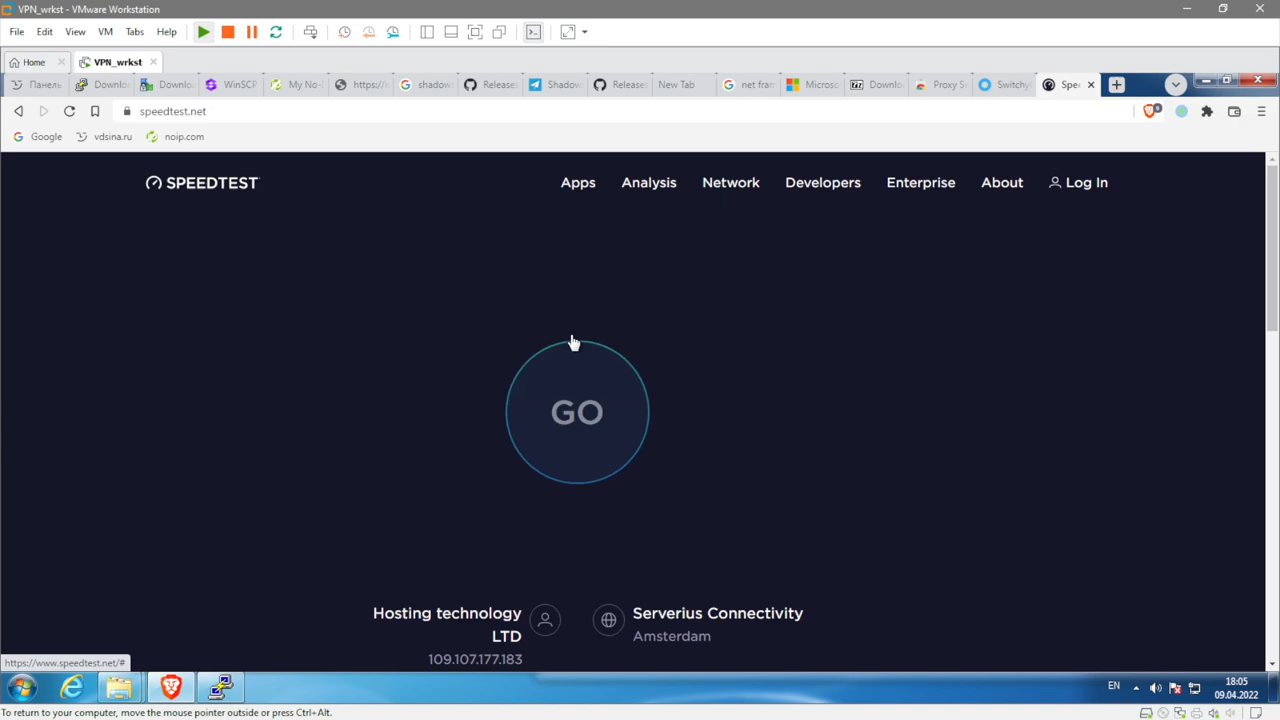 VPN_wrkst - VMware Workstation
File Edit View VM Tabs Help
Home VPN_wrkst
Панель Downlo Downlo WinSCP My No-I https:// shadow Release Shadow Release New Tab net fram Microso Downlo Proxy S Switchy Spee
speedtest.net
Google vdsina.ru noip.com
SPEEDTEST Apps Analysis Network Developers Enterprise About Log In
GO
Hosting technology LTD
109.107.177.183
Serverius Connectivity
Amsterdam
https://www.speedtest.net/#
EN 18:05
09.04.2022
To return to your computer, move the mouse pointer outside or press Ctrl+Alt.